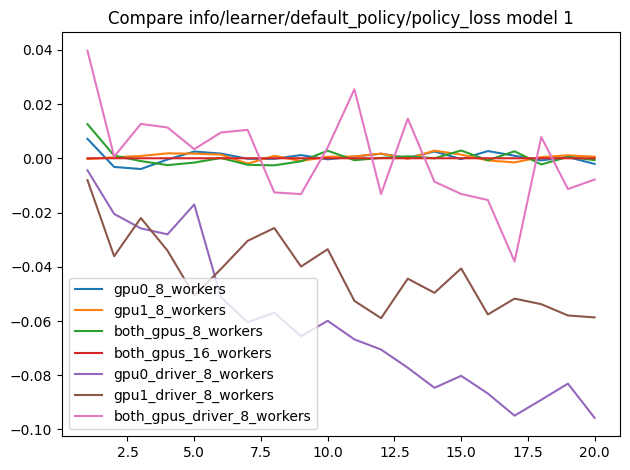 Compare info/learner/default_policy/policy_loss model 1
0.04
0.02
0.00
−0.02
−0.04
−0.06
−0.08
−0.10
gpu0_8_workers
gpu1_8_workers
both_gpus_8_workers
both_gpus_16_workers
gpu0_driver_8_workers
gpu1_driver_8_workers
both_gpus_driver_8_workers
2.5 5.0 7.5 10.0 12.5 15.0 17.5 20.0